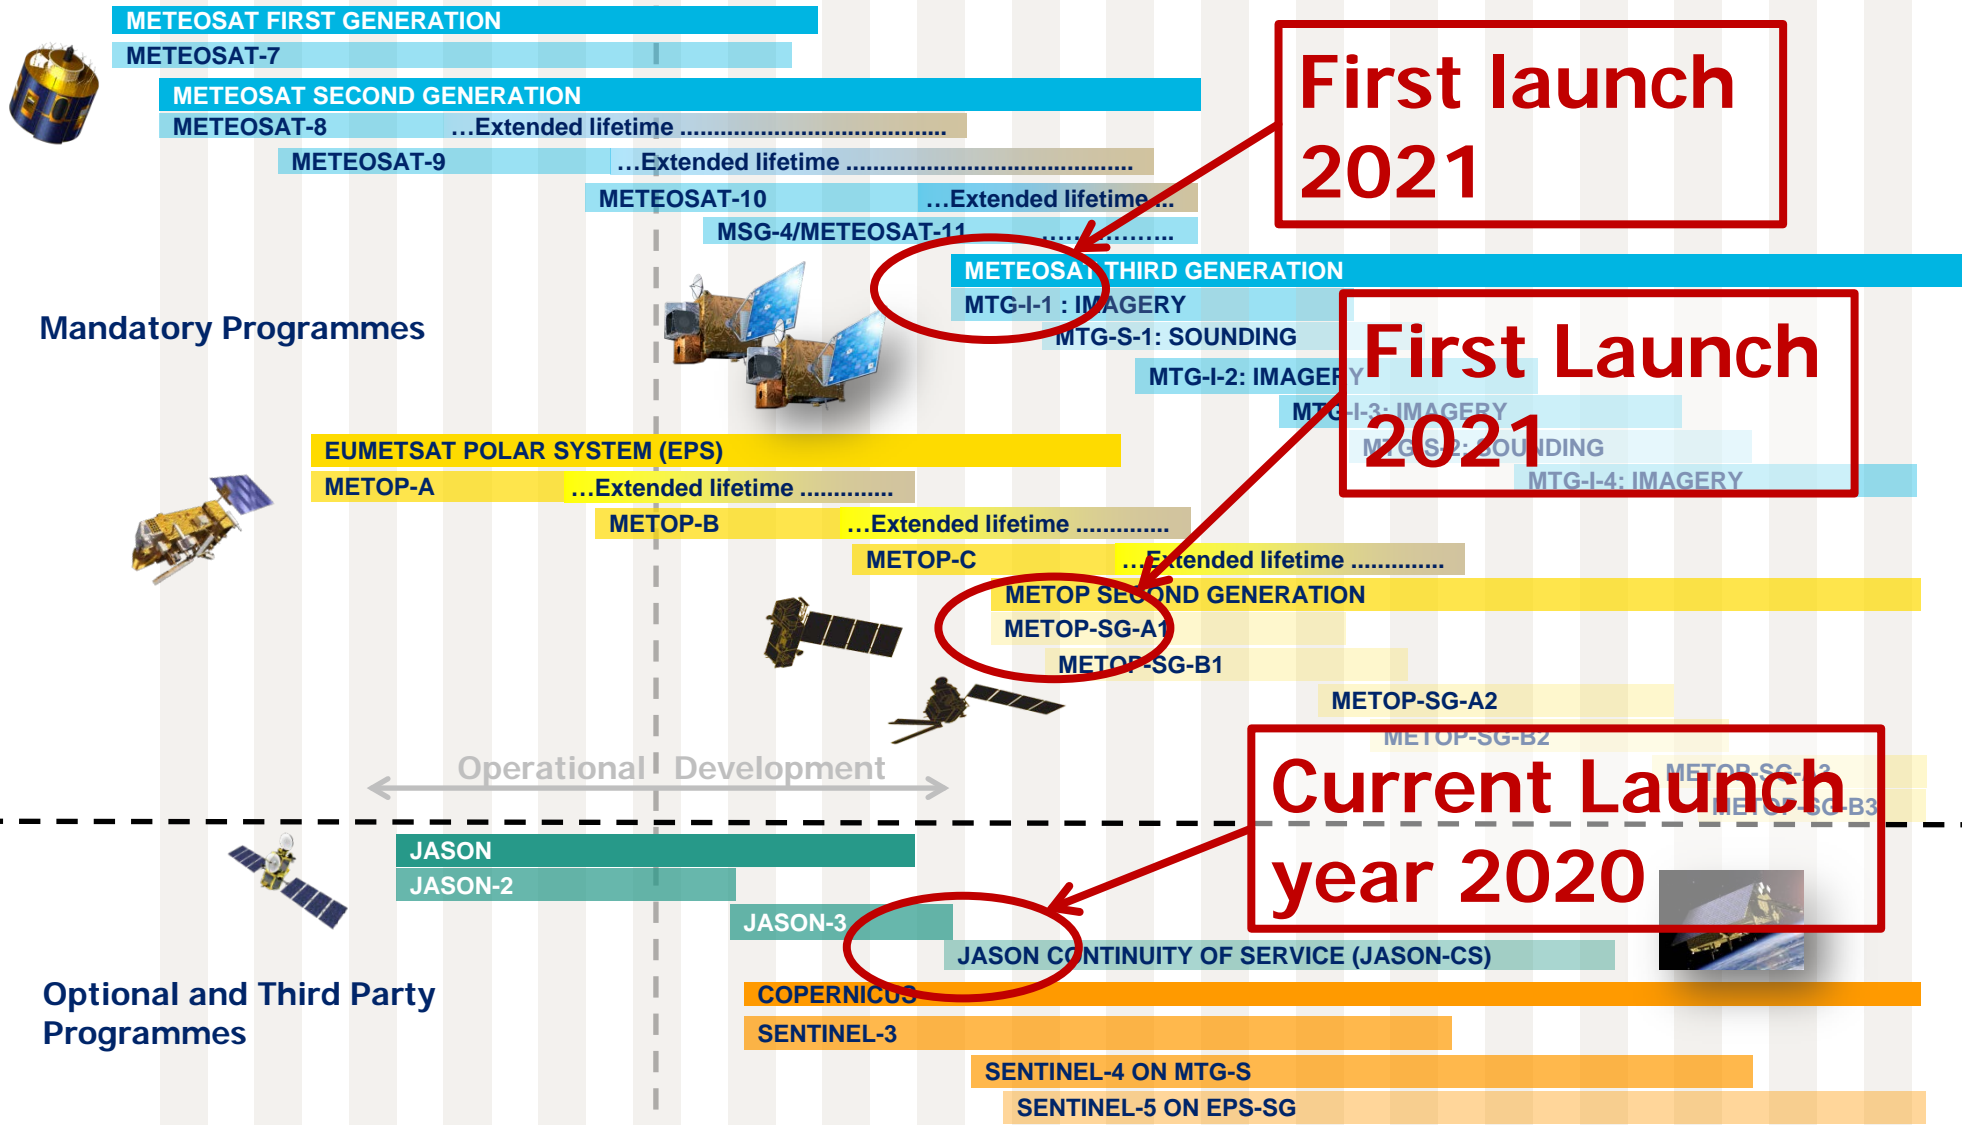 METEOSAT FIRST GENERATION
METEOSAT-7
METEOSAT SECOND GENERATION
METEOSAT-8 …Extended lifetime ........................................
METEOSAT-9 …Extended lifetime ...........................................
METEOSAT-10 …Extended lifetime ...
MSG-4/METEOSAT-11 ……………..
First launch
2021
METEOSAT THIRD GENERATION
MTG-I-1 : IMAGERY
MTG-S-1: SOUNDING
MTG-I-2: IMAGERY
MTG-I-3: IMAGERY
MTG-S-2: SOUNDING
MTG-I-4: IMAGERY
First Launch
2021
Mandatory Programmes
EUMETSAT POLAR SYSTEM (EPS)
METOP-A …Extended lifetime ..............
METOP-B …Extended lifetime ..............
METOP-C …Extended lifetime ..............
METOP SECOND GENERATION
METOP-SG-A1
METOP-SG-B1
METOP-SG-A2
METOP-SG-B2
METOP-SG-A3
METOP-SG-B3
Operational Development
Current Launch
year 2020
JASON
JASON-2
JASON-3
JASON CONTINUITY OF SERVICE (JASON-CS)
Optional and Third Party
Programmes
COPERNICUS
SENTINEL-3
SENTINEL-4 ON MTG-S
SENTINEL-5 ON EPS-SG